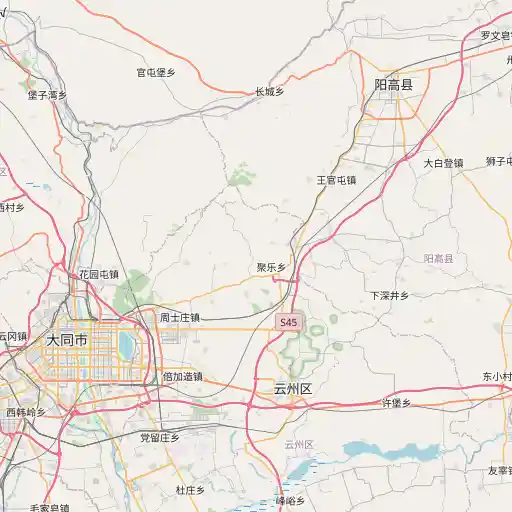 罗文皂镇
官屯堡乡
阳高县
长城乡
堡子湾乡
大白登镇
狮子屯
王官屯镇
西村乡
阳高县
聚乐乡
花园屯镇
下深井乡
周士庄镇
S45
云冈镇
大同市
倍加造镇
东小村
云州区
许堡乡
西韩岭乡
党留庄乡
云州区
友宰镇
杜庄乡
峰峪乡
毛家皂镇